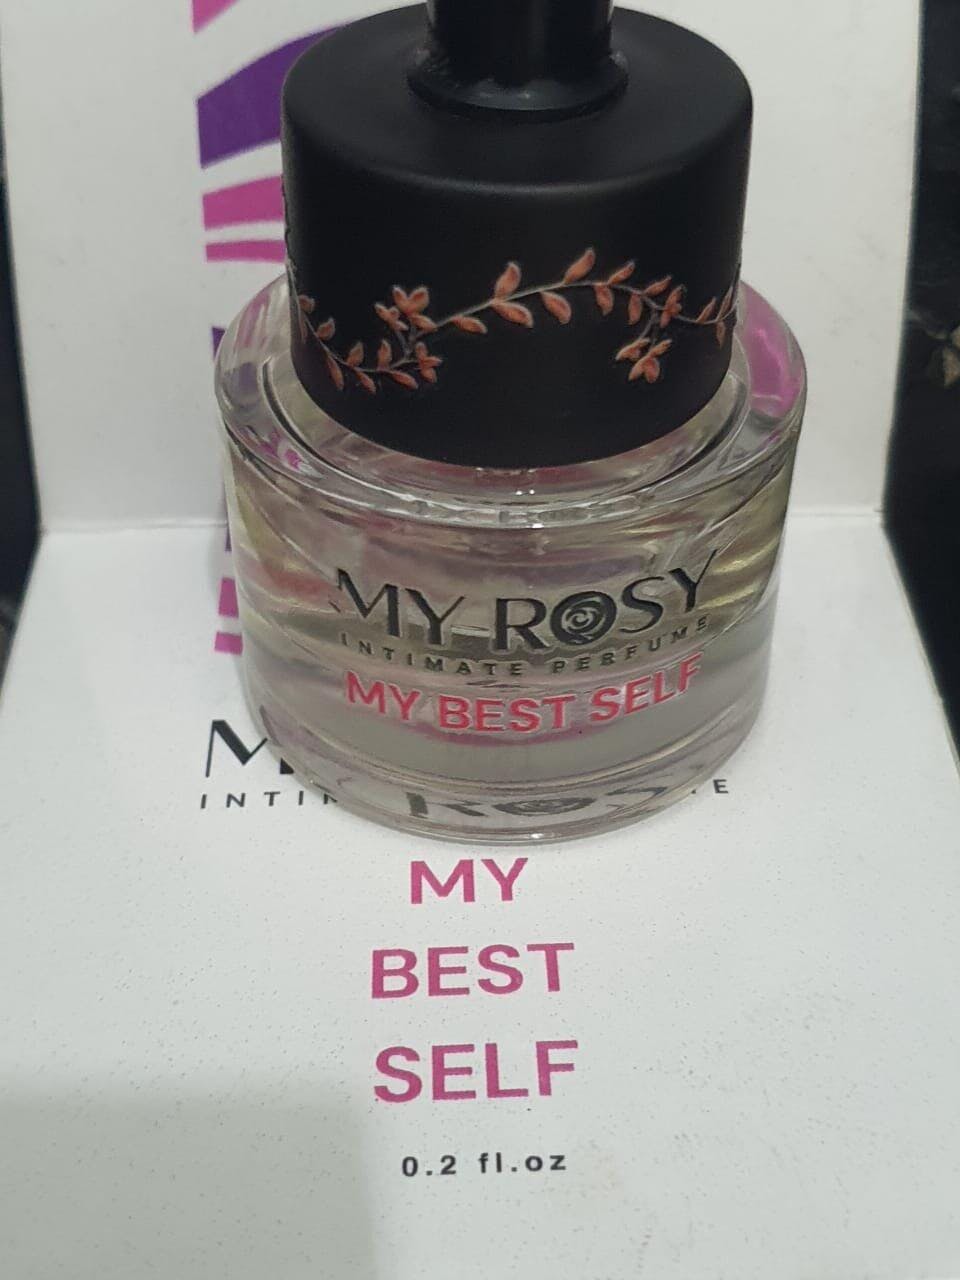 MY ROSY
INTIMATE PERFUME
MY BEST SELF
MY
BEST
SELF
0.2 fl.oz